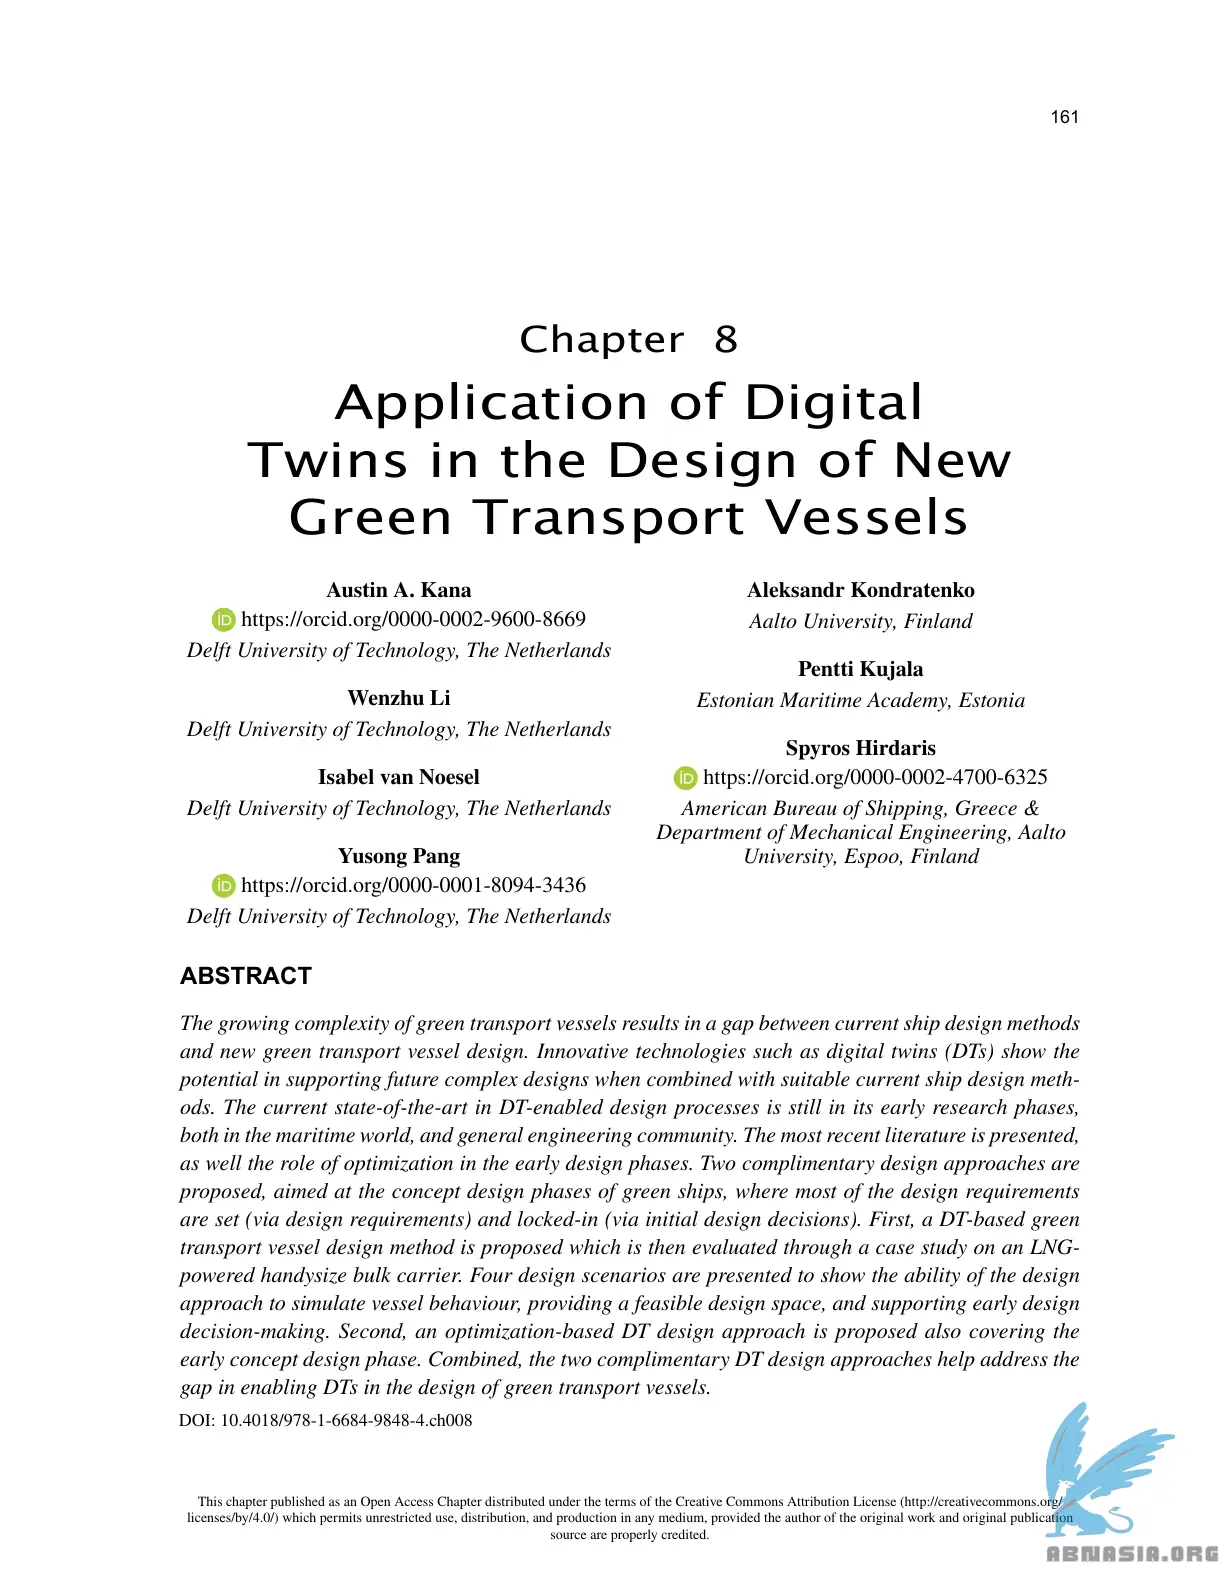 161
Chapter 8
Application of Digital
Twins in the Design of New
Green Transport Vessels
Austin A. Kana
iD https://orcid.org/0000-0002-9600-8669
Delft University of Technology, The Netherlands
Wenzhu Li
Delft University of Technology, The Netherlands
Isabel van Noesel
Delft University of Technology, The Netherlands
Yusong Pang
iD https://orcid.org/0000-0001-8094-3436
Delft University of Technology, The Netherlands
Aleksandr Kondratenko
Aalto University, Finland
Pentti Kujala
Estonian Maritime Academy, Estonia
Spyros Hirdaris
iD https://orcid.org/0000-0002-4700-6325
American Bureau of Shipping, Greece &
Department of Mechanical Engineering, Aalto
University, Espoo, Finland
ABSTRACT
The growing complexity of green transport vessels results in a gap between current ship design methods
and new green transport vessel design. Innovative technologies such as digital twins (DTs) show the
potential in supporting future complex designs when combined with suitable current ship design meth-
ods. The current state-of-the-art in DT-enabled design processes is still in its early research phases,
both in the maritime world, and general engineering community. The most recent literature is presented,
as well the role of optimization in the early design phases. Two complimentary design approaches are
proposed, aimed at the concept design phases of green ships, where most of the design requirements
are set (via design requirements) and locked-in (via initial design decisions). First, a DT-based green
transport vessel design method is proposed which is then evaluated through a case study on an LNG-
powered handysize bulk carrier. Four design scenarios are presented to show the ability of the design
approach to simulate vessel behaviour, providing a feasible design space, and supporting early design
decision-making. Second, an optimization-based DT design approach is proposed also covering the
early concept design phase. Combined, the two complimentary DT design approaches help address the
gap in enabling DTs in the design of green transport vessels.
DOI: 10.4018/978-1-6684-9848-4.ch008
This chapter published as an Open Access Chapter distributed under the terms of the Creative Commons Attribution License (http://creativecommons.org/
licenses/by/4.0/) which permits unrestricted use, distribution, and production in any medium, provided the author of the original work and original publication
source are properly credited.
ABNASIA.ORG